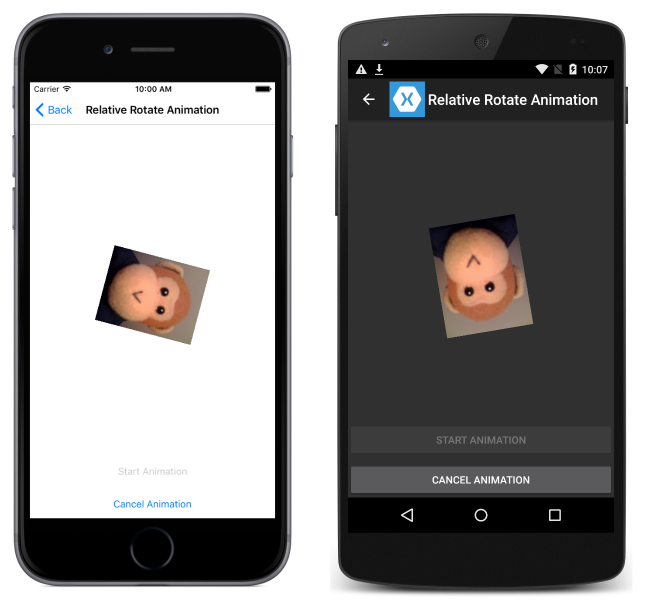 Carrier 10:00 AM
Back Relative Rotate Animation
Start Animation
Cancel Animation
10:07
Relative Rotate Animation
START ANIMATION
CANCEL ANIMATION